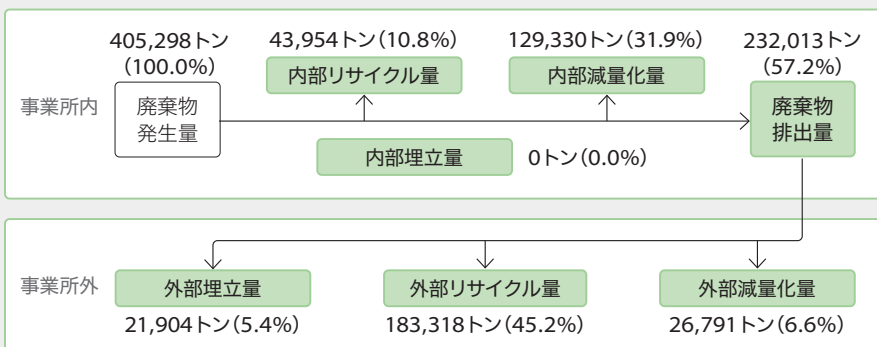 405,298トン
(100.0%)
43,954トン(10.8%)
129,330トン(31.9%)
232,013トン
(57.2%)
内部リサイクル量
内部減量化量
事業所内
廃棄物
発生量
廃棄物
排出量
内部埋立量
0トン(0.0%)
事業所外
外部埋立量
外部リサイクル量
外部減量化量
21,904トン(5.4%)
183,318トン(45.2%)
26,791トン(6.6%)